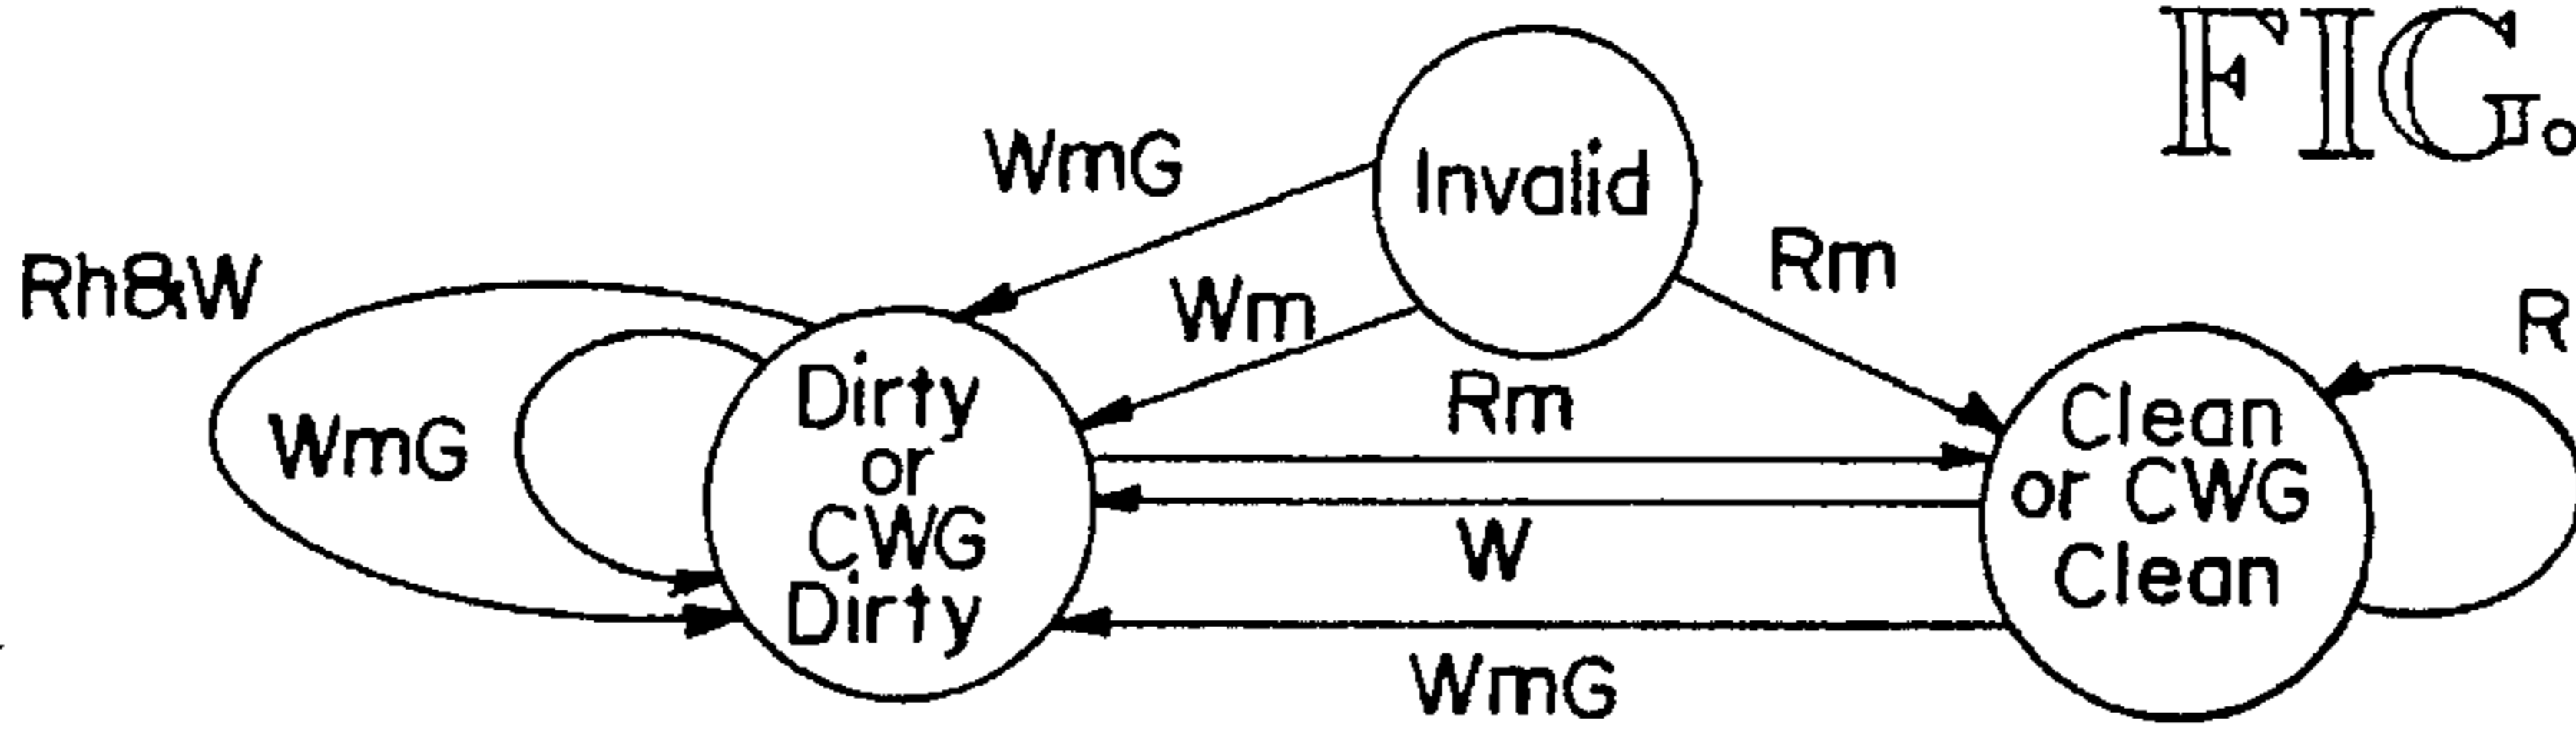 FIG.
WmG
Invalid
Rm
Rh&W
Wm
R
Dirty
or
CWG
Dirty
WmG
Rm
Clean
or CWG
Clean
W
WmG